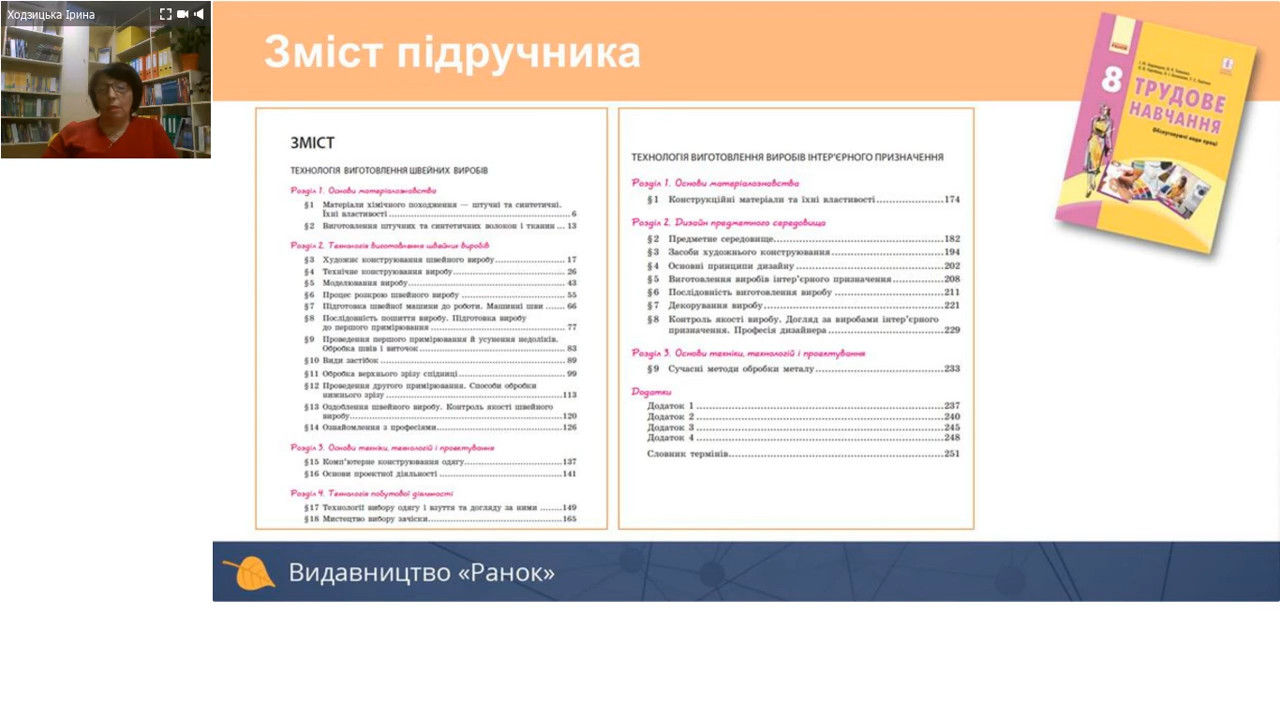 Ходзицька Ірина
Зміст підручника
8
ТРУДОВЕ
НАВЧАННЯ
Обслуговуючі види праці
ЗМІСТ
ТЕХНОЛОГІЯ ВИГОТОВЛЕННЯ ШВЕЙНИХ ВИРОБІВ
Розділ 1. Основи матеріалознавства
§1 Матеріали хімічного походження — штучні та синтетичні.
Їхні властивості ... 6
§2 Виготовлення штучних та синтетичних волокон і тканин ... 13
Розділ 2. Технологія виготовлення швейних виробів
§3 Художнє конструювання швейного виробу ... 17
§4 Технічне конструювання виробу ... 26
§5 Моделювання виробу ... 43
§6 Процес розкрою швейного виробу ... 55
§7 Підготовка швейної машини до роботи. Машинні шви ... 66
§8 Послідовність пошиття виробу. Підготовка виробу
до першого примірювання ... 77
§9 Проведення першого примірювання й усунення недоліків.
Обробка швів і виточок ... 83
§10 Види застібок ... 89
§11 Обробка верхнього зрізу спідниці ... 99
§12 Проведення другого примірювання. Способи обробки
нижнього зрізу ... 113
§13 Оздоблення швейного виробу. Контроль якості швейного
виробу ... 120
§14 Ознайомлення з професіями ... 126
Розділ 3. Основи техніки, технологій і проектування
§15 Комп'ютерне конструювання одягу ... 137
§16 Основи проектної діяльності ... 141
Розділ 4. Технологія побутової діяльності
§17 Технології вибору одягу і взуття та догляду за ними ... 149
§18 Мистецтво вибору зачіски ... 165
ТЕХНОЛОГІЯ ВИГОТОВЛЕННЯ ВИРОБІВ ІНТЕР'ЄРНОГО ПРИЗНАЧЕННЯ
Розділ 1. Основи матеріалознавства
§1 Конструкційні матеріали та їхні властивості ... 174
Розділ 2. Дизайн предметного середовища
§2 Предметне середовище ... 182
§3 Засоби художнього конструювання ... 194
§4 Основні принципи дизайну ... 202
§5 Виготовлення виробів інтер'єрного призначення ... 208
§6 Послідовність виготовлення виробу ... 211
§7 Декорування виробу ... 221
§8 Контроль якості виробу. Догляд за виробами інтер'єрного
призначення. Професія дизайнера ... 229
Розділ 3. Основи техніки, технологій і проектування
§9 Сучасні методи обробки металу ... 233
Додатки
Додаток 1 ... 237
Додаток 2 ... 240
Додаток 3 ... 245
Додаток 4 ... 248
Словник термінів ... 251
Видавництво «Ранок»